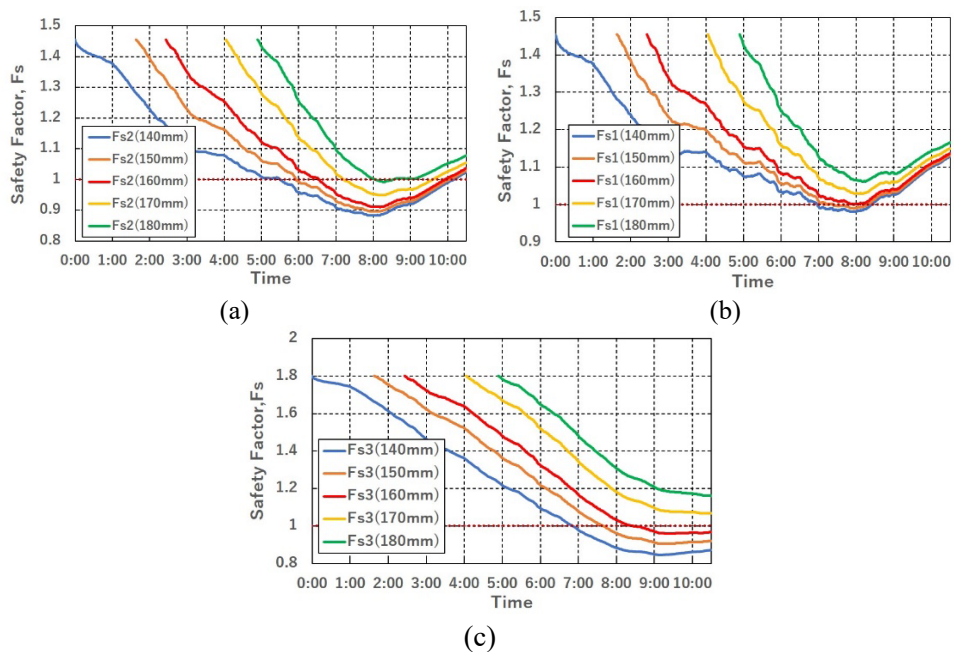 1.5
1.4
1.3
1.2
1.1
1
0.9
0.8
Safety Factor, Fs
Fs2(140mm)
Fs2(150mm)
Fs2(160mm)
Fs2(170mm)
Fs2(180mm)
0:00 1:00 2:00 3:00 4:00 5:00 6:00 7:00 8:00 9:00 10:00
Time
(a)
1.5
1.4
1.3
1.2
1.1
1
0.9
Safety Factor, Fs
Fs1(140mm)
Fs1(150mm)
Fs1(160mm)
Fs1(170mm)
Fs1(180mm)
0:00 1:00 2:00 3:00 4:00 5:00 6:00 7:00 8:00 9:00 10:00
Time
(b)
2
1.8
1.6
1.4
1.2
1
0.8
Safety Factor,Fs
Fs3(140mm)
Fs3(150mm)
Fs3(160mm)
Fs3(170mm)
Fs3(180mm)
0:00 1:00 2:00 3:00 4:00 5:00 6:00 7:00 8:00 9:00 10:00
Time
(c)